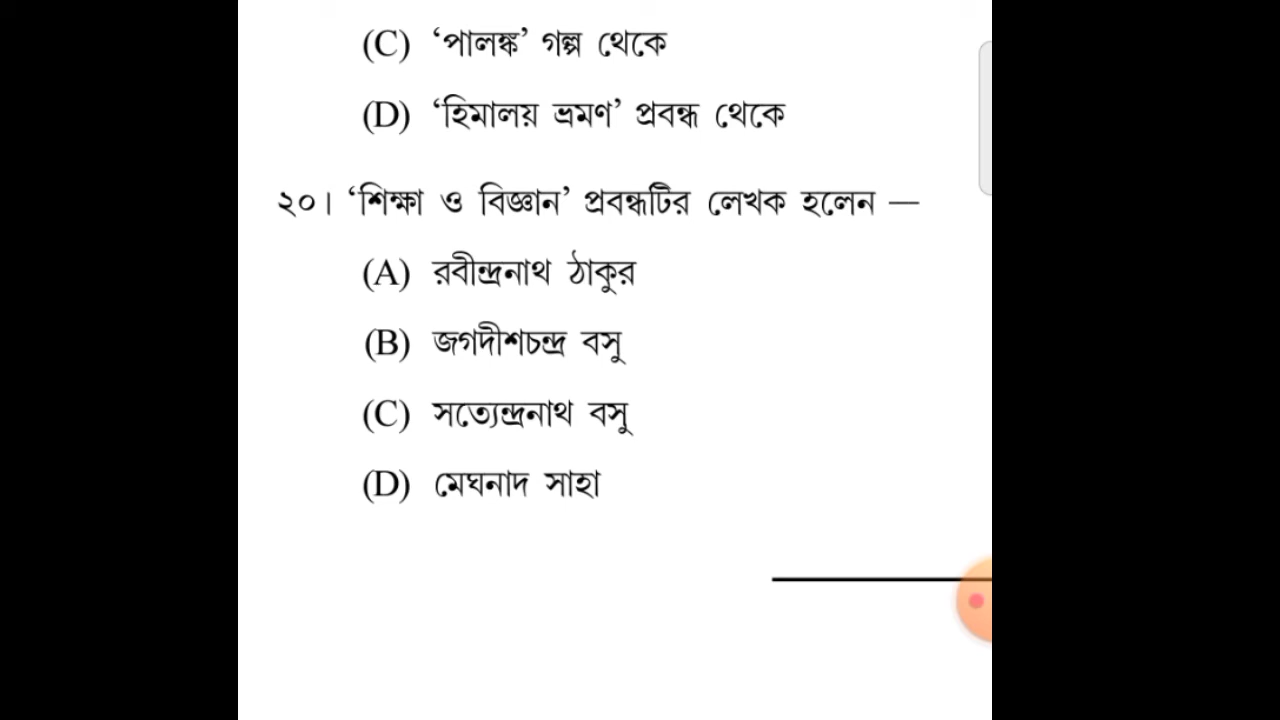 (C) ‘পালঙ্ক’ গল্প থেকে
(D) ‘হিমালয় ভ্রমণ’ প্রবন্ধ থেকে
২০। ‘শিক্ষা ও বিজ্ঞান’ প্রবন্ধটির লেখক হলেন —
(A) রবীন্দ্রনাথ ঠাকুর
(B) জগদীশচন্দ্র বসু
(C) সত্যেন্দ্রনাথ বসু
(D) মেঘনাদ সাহা